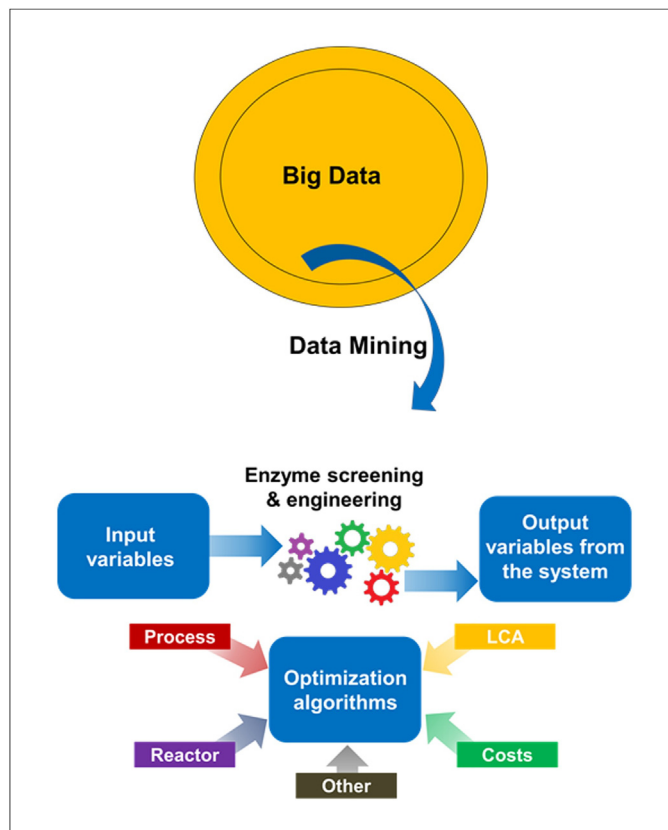 Big Data
Data Mining
Enzyme screening
& engineering
Input
variables
Output
variables from
the system
Process
LCA
Optimization
algorithms
Reactor
Costs
Other